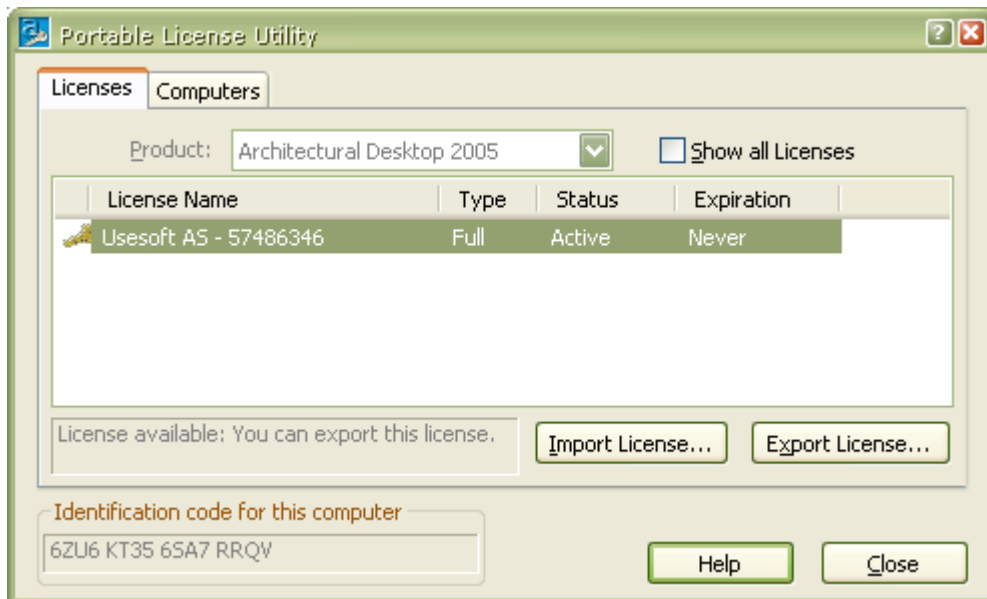 Portable License Utility
Licenses Computers
Product: Architectural Desktop 2005 Show all Licenses
License Name Type Status Expiration
Usesoft AS - 57486346 Full Active Never
License available: You can export this license. Import License... Export License...
Identification code for this computer
6ZU6 KT35 6SA7 RRQV
Help Close